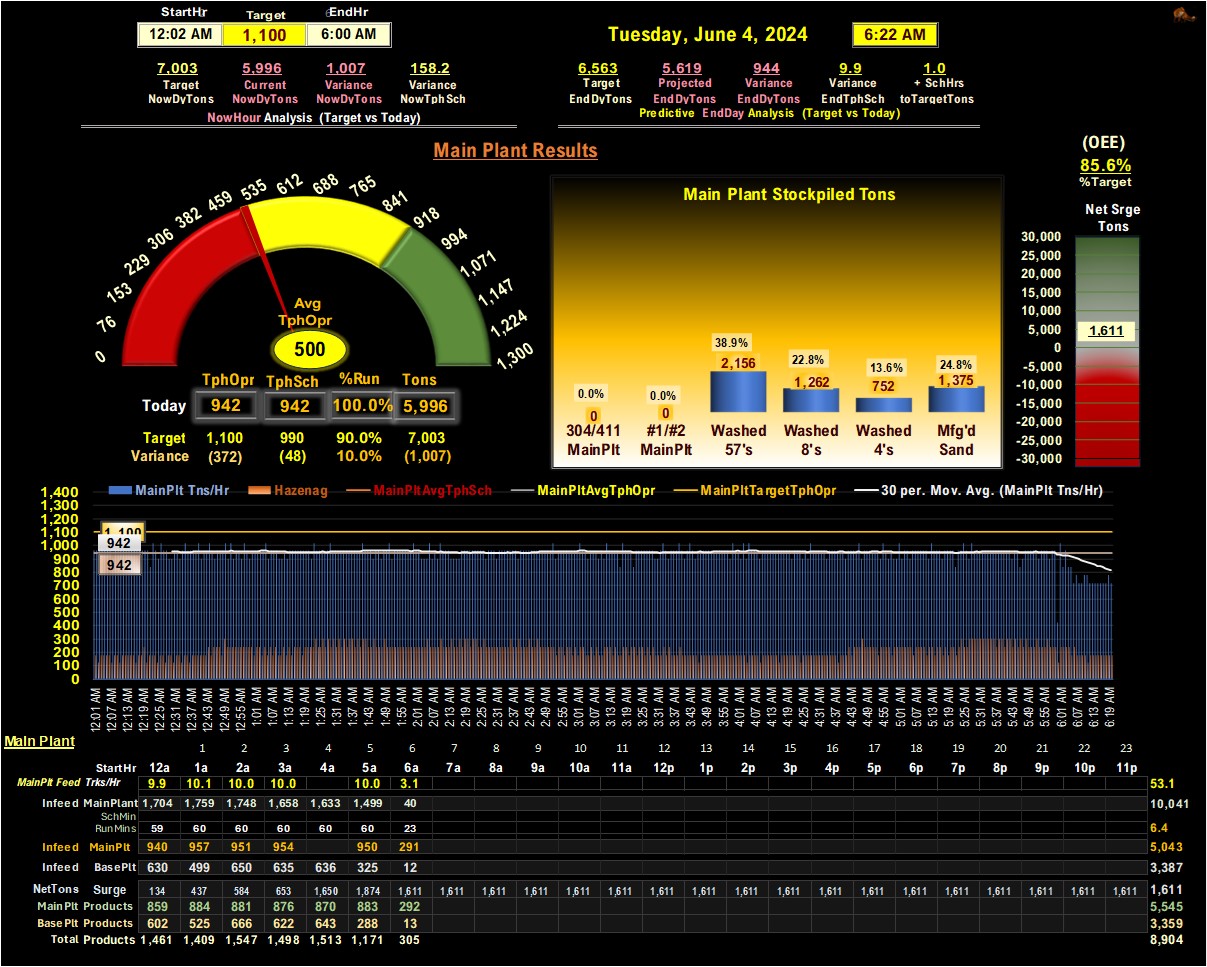 StartHr Target EndHr
12:02 AM 1,100 6:00 AM
Tuesday, June 4, 2024 6:22 AM
7,003 5,996 1,007 158.2
Target Current Variance Variance
NowDyTons NowDyTons NowDyTons NowTphSch
NowHour Analysis (Target vs Today)
6,563 5,619 944 9.9 1.0
Target Projected Variance Variance + SchHrs
EndDyTons EndDyTons EndDyTons EndTphSch toTargetTons
Predictive EndDay Analysis (Target vs Today)
Main Plant Results
(OEE)
85.6%
%Target
Net Srge
Tons
30,000
25,000
20,000
15,000
10,000
5,000
0
-5,000
-10,000
-15,000
-20,000
-25,000
-30,000
1,611
0 76 153 229 306 382 459 535 612 688 765 841 918 994 1,071 1,147 1,224 1,300
Avg
TphOpr
500
TphOpr TphSch %Run Tons
Today 942 942 100.0% 5,996
Target 1,100 990 90.0% 7,003
Variance (372) (48) 10.0% (1,007)
Main Plant Stockpiled Tons
0.0% 0.0% 38.9% 22.8% 13.6% 24.8%
0 0 2,156 1,262 752 1,375
304/411 #1/#2 Washed Washed Washed Mfg'd
MainPlt MainPlt 57's 8's 4's Sand
MainPlt Tns/Hr Hazenag MainPltAvgTphSch MainPltAvgTphOpr MainPltTargetTphOpr 30 per. Mov. Avg. (MainPlt Tns/Hr)
1,400
1,300
1,200
1,100
1,000
900
800
700
600
500
400
300
200
100
0
1,100
942
942
12:01 AM 12:07 AM 12:13 AM 12:19 AM 12:25 AM 12:31 AM 12:37 AM 12:43 AM 12:49 AM 12:55 AM 1:01 AM 1:07 AM 1:13 AM 1:19 AM 1:25 AM 1:31 AM 1:37 AM 1:43 AM 1:49 AM 1:55 AM 2:01 AM 2:07 AM 2:13 AM 2:19 AM 2:25 AM 2:31 AM 2:37 AM 2:43 AM 2:49 AM 2:55 AM 3:01 AM 3:07 AM 3:13 AM 3:19 AM 3:25 AM 3:31 AM 3:37 AM 3:43 AM 3:49 AM 3:55 AM 4:01 AM 4:07 AM 4:13 AM 4:19 AM 4:25 AM 4:31 AM 4:37 AM 4:43 AM 4:49 AM 4:55 AM 5:01 AM 5:07 AM 5:13 AM 5:19 AM 5:25 AM 5:31 AM 5:37 AM 5:43 AM 5:49 AM 5:55 AM 6:01 AM 6:07 AM 6:13 AM 6:19 AM
Main Plant
1 2 3 4 5 6 7 8 9 10 11 12 13 14 15 16 17 18 19 20 21 22 23
StartHr 12a 1a 2a 3a 4a 5a 6a 7a 8a 9a 10a 11a 12p 1p 2p 3p 4p 5p 6p 7p 8p 9p 10p 11p
MainPlt Feed Trks/Hr 9.9 10.1 10.0 10.0 10.0 3.1 53.1
Infeed MainPlant 1,704 1,759 1,748 1,658 1,633 1,499 40 10,041
SchMin
RunMins 59 60 60 60 60 60 23 6.4
Infeed MainPlt 940 957 951 954 950 291 5,043
Infeed BasePlt 630 499 650 635 636 325 12 3,387
NetTons Surge 134 437 584 653 1,650 1,874 1,611 1,611 1,611 1,611 1,611 1,611 1,611 1,611 1,611 1,611 1,611 1,611 1,611 1,611 1,611 1,611 1,611 1,611 1,611
MainPlt Products 859 884 881 876 870 883 292 5,545
BasePlt Products 602 525 666 622 643 288 13 3,359
Total Products 1,461 1,409 1,547 1,498 1,513 1,171 305 8,904